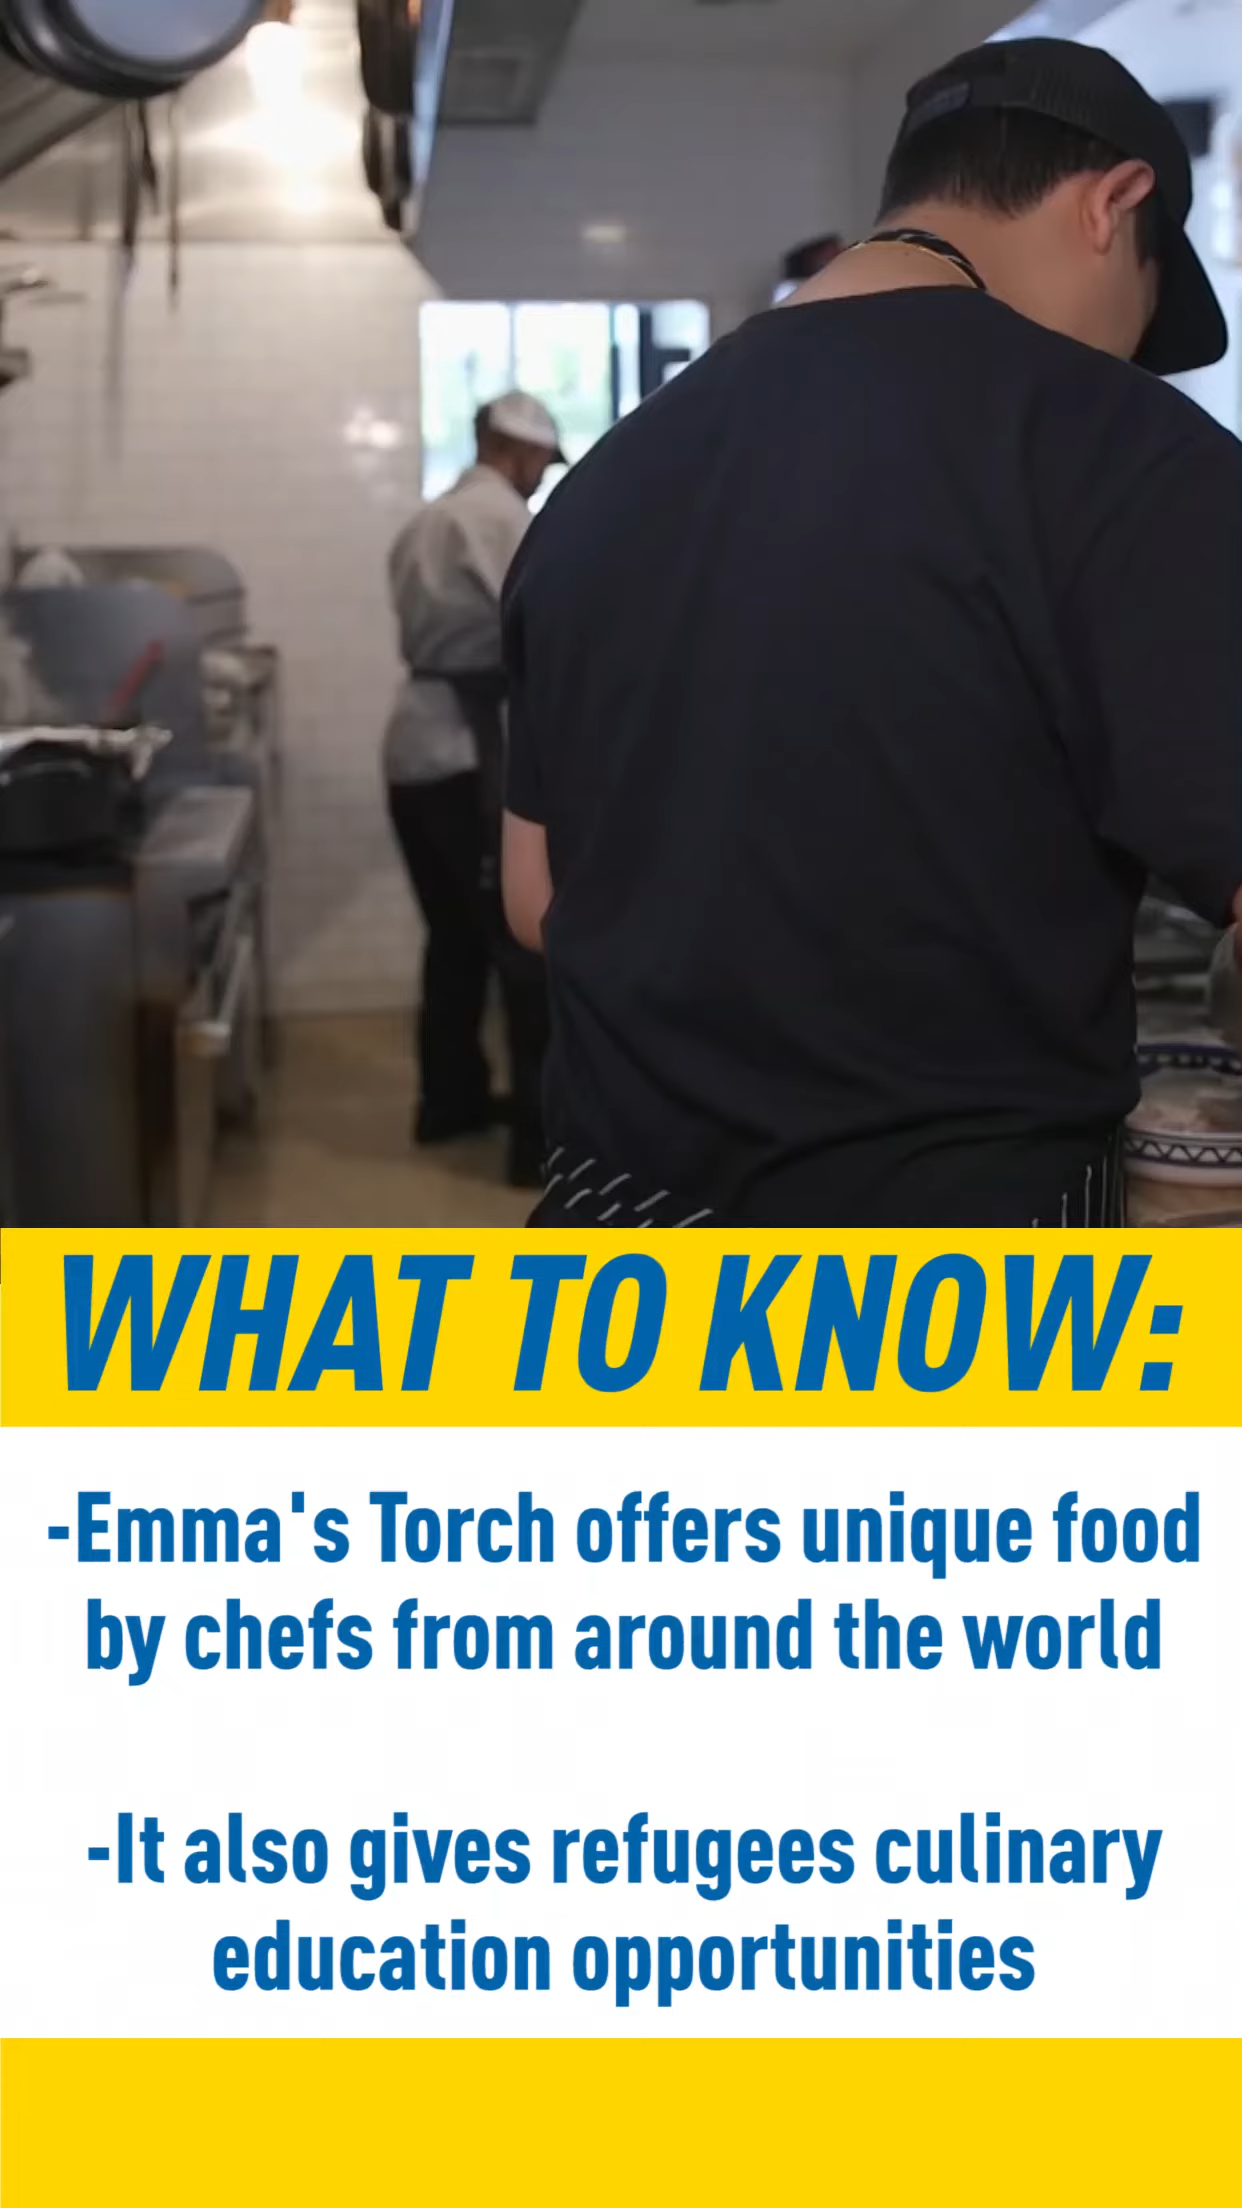 WHAT TO KNOW:
-Emma's Torch offers unique food
by chefs from around the world
-It also gives refugees culinary
education opportunities